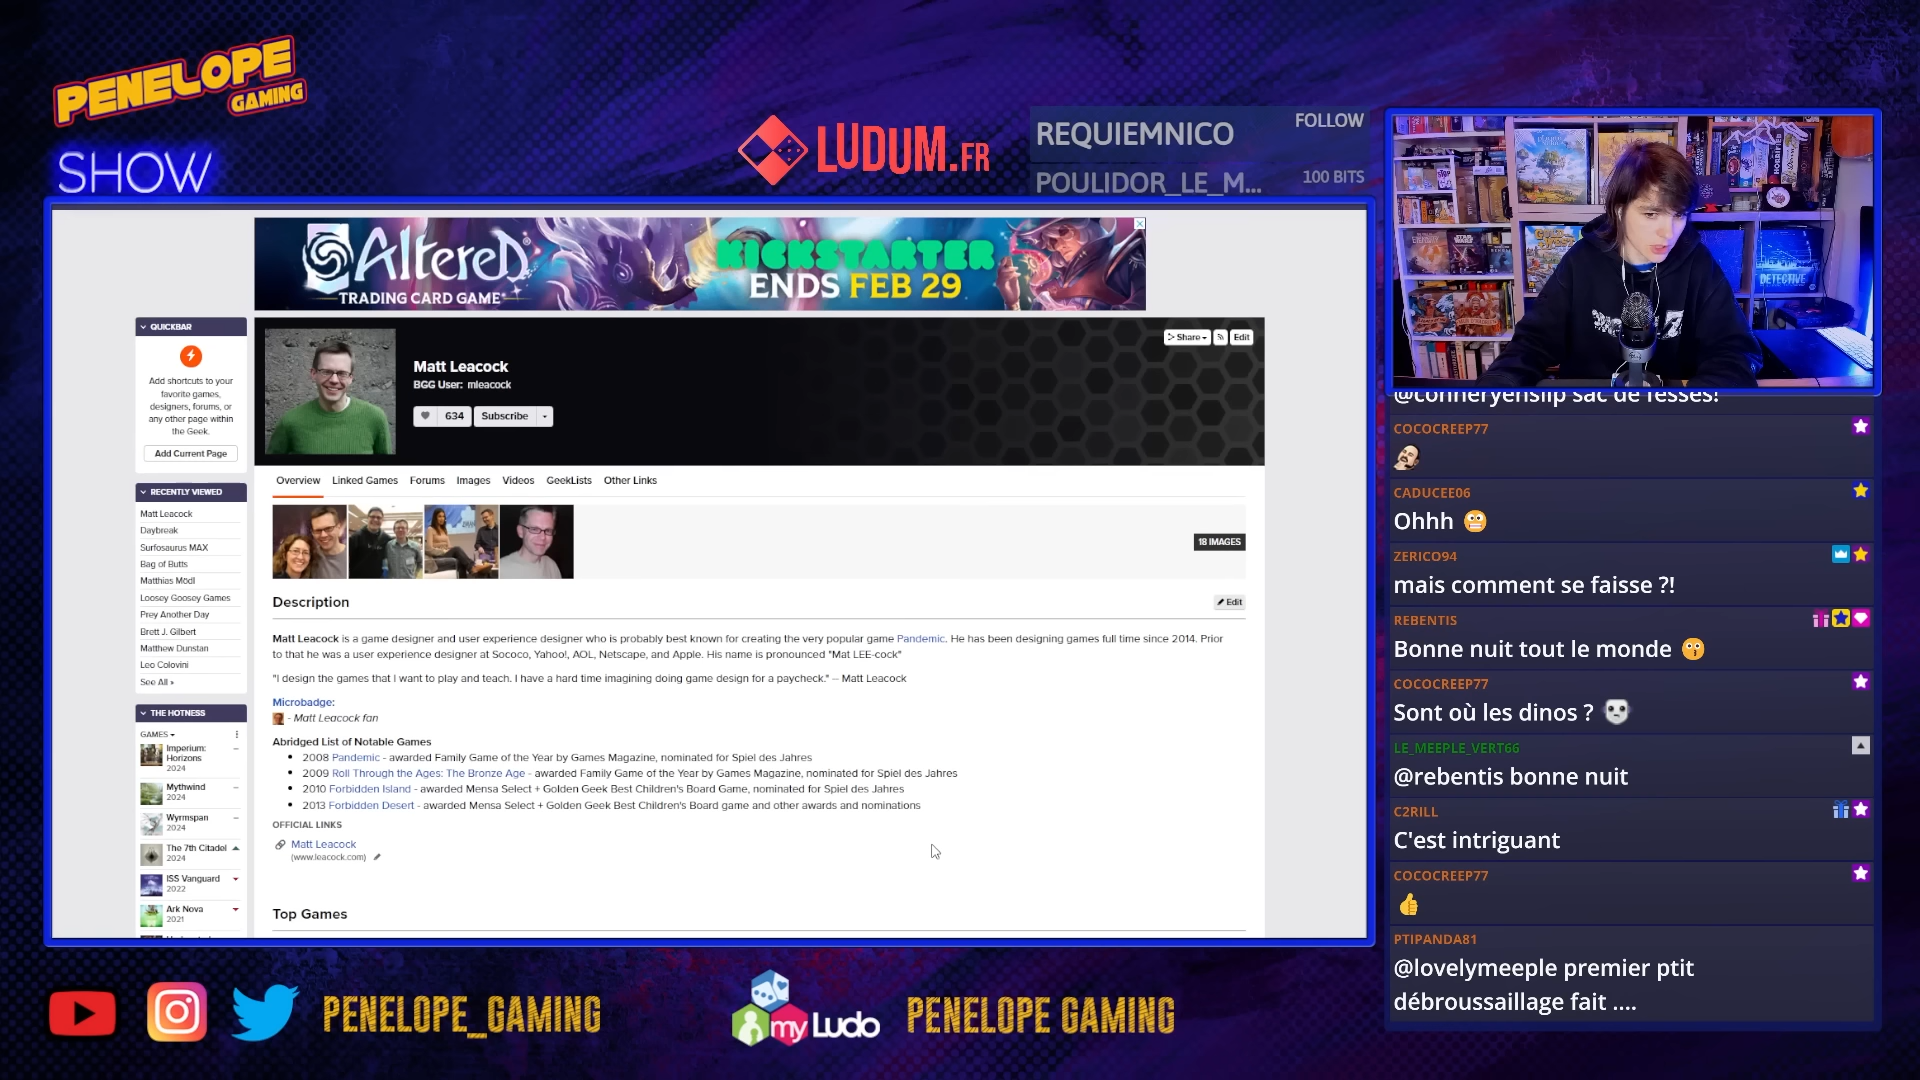 PENELOPE
GAMING
SHOW
LUDUM.FR
REQUIEMNICO
FOLLOW
POULIDOR_LE_M...
100 BITS
Altered
TRADING CARD GAME
KICKSTARTER
ENDS FEB 29
QUICKBAR
Add shortcuts to your
favorite games,
designers, forums, or
any other page within
the Geek.
Add Current Page
RECENTLY VIEWED
Matt Leacock
Daybreak
Surfosaurus MAX
Bag of Butts
Matthias Mödl
Loosey Goosey Games
Prey Another Day
Brett J. Gilbert
Matthew Dunstan
Leo Colovini
See All »
THE HOTNESS
GAMES
Imperium:
Horizons
2024
Mythwind
2024
Wyrmspan
2024
The 7th Citadel
2024
ISS Vanguard
2022
Ark Nova
2021
Matt Leacock
BGG User: mleacock
634
Subscribe
Share
Edit
Overview
Linked Games
Forums
Images
Videos
GeekLists
Other Links
18 IMAGES
Description
Edit
Matt Leacock is a game designer and user experience designer who is probably best known for creating the very popular game Pandemic. He has been designing games full time since 2014. Prior
to that he was a user experience designer at Sococo, Yahoo!, AOL, Netscape, and Apple. His name is pronounced "Mat LEE-cock"
"I design the games that I want to play and teach. I have a hard time imagining doing game design for a paycheck." – Matt Leacock
Microbadge:
- Matt Leacock fan
Abridged List of Notable Games
• 2008 Pandemic - awarded Family Game of the Year by Games Magazine, nominated for Spiel des Jahres
• 2009 Roll Through the Ages: The Bronze Age - awarded Family Game of the Year by Games Magazine, nominated for Spiel des Jahres
• 2010 Forbidden Island - awarded Mensa Select + Golden Geek Best Children's Board Game, nominated for Spiel des Jahres
• 2013 Forbidden Desert - awarded Mensa Select + Golden Geek Best Children's Board game and other awards and nominations
OFFICIAL LINKS
Matt Leacock
(www.leacock.com)
Top Games
DETECTIVE
STAR WARS
@conneryenslip sac de fesses!
COCOCREEP77
CADUCEE06
Ohhh 😬
ZERICO94
mais comment se faisse ?!
REBENTIS
Bonne nuit tout le monde 😙
COCOCREEP77
Sont où les dinos ?
LE_MEEPLE_VERT66
@rebentis bonne nuit
C2RILL
C'est intriguant
COCOCREEP77
👍
PTIPANDA81
@lovelymeeple premier ptit
débroussaillage fait ....
PENELOPE_GAMING
my Ludo
PENELOPE GAMING